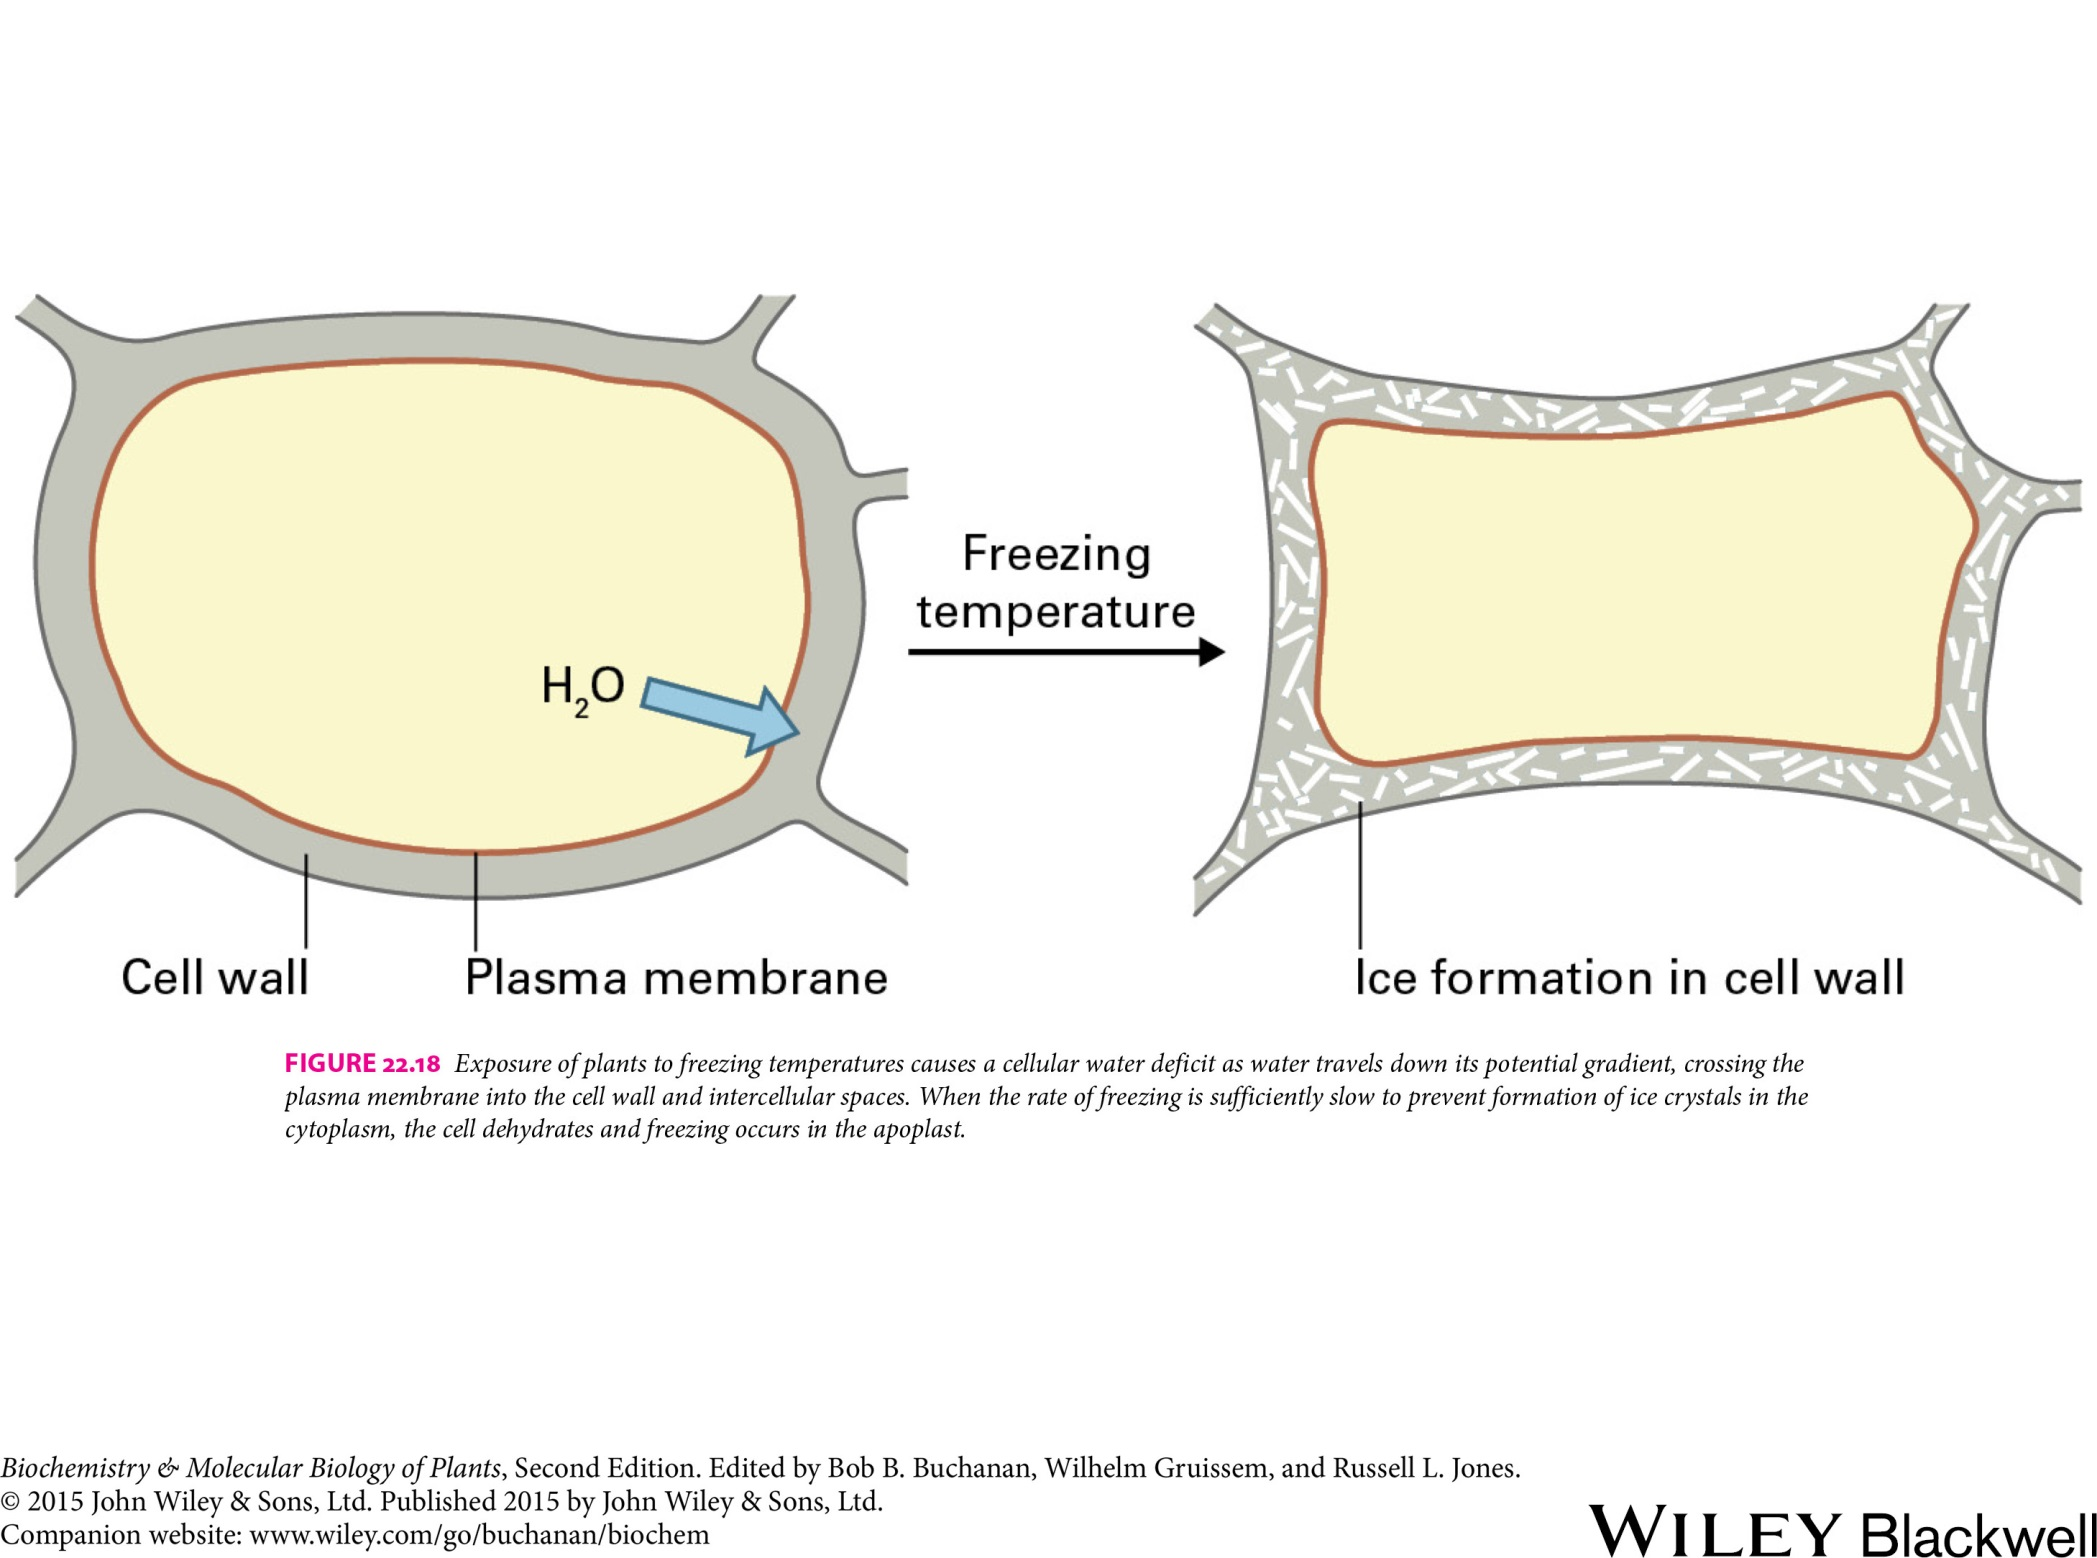 Freezing
temperature
H₂O
Cell wall
Plasma membrane
Ice formation in cell wall
FIGURE 22.18 Exposure of plants to freezing temperatures causes a cellular water deficit as water travels down its potential gradient, crossing the
plasma membrane into the cell wall and intercellular spaces. When the rate of freezing is sufficiently slow to prevent formation of ice crystals in the
cytoplasm, the cell dehydrates and freezing occurs in the apoplast.
Biochemistry & Molecular Biology of Plants, Second Edition. Edited by Bob B. Buchanan, Wilhelm Gruissem, and Russell L. Jones.
© 2015 John Wiley & Sons, Ltd. Published 2015 by John Wiley & Sons, Ltd.
Companion website: www.wiley.com/go/buchanan/biochem
WILEY Blackwell